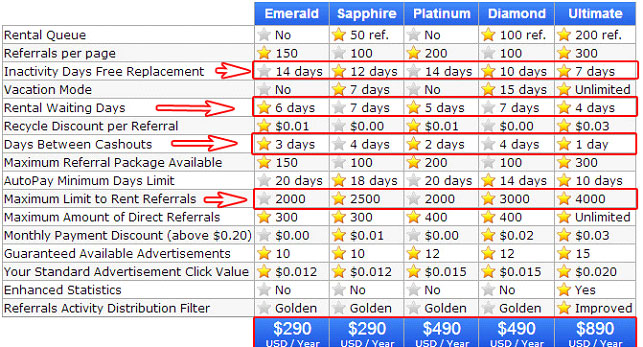 Emerald Sapphire Platinum Diamond Ultimate
Rental Queue No 50 ref. No 100 ref. 200 ref.
Referrals per page 150 100 200 100 300
Inactivity Days Free Replacement 14 days 12 days 14 days 10 days 7 days
Vacation Mode No 7 days No 15 days Unlimited
Rental Waiting Days 6 days 7 days 5 days 7 days 4 days
Recycle Discount per Referral $0.01 $0.00 $0.01 $0.00 $0.03
Days Between Cashouts 3 days 4 days 2 days 4 days 1 day
Maximum Referral Package Available 150 100 200 100 300
AutoPay Minimum Days Limit 20 days 18 days 20 days 14 days 10 days
Maximum Limit to Rent Referrals 2000 2500 2000 3000 4000
Maximum Amount of Direct Referrals 300 300 400 400 Unlimited
Monthly Payment Discount (above $0.20) $0.00 $0.01 $0.00 $0.02 $0.03
Guaranteed Available Advertisements 10 10 12 12 15
Your Standard Advertisement Click Value $0.012 $0.012 $0.015 $0.015 $0.020
Enhanced Statistics No No No No Yes
Referrals Activity Distribution Filter Golden Golden Golden Golden Improved
$290 $290 $490 $490 $890
USD / Year USD / Year USD / Year USD / Year USD / Year